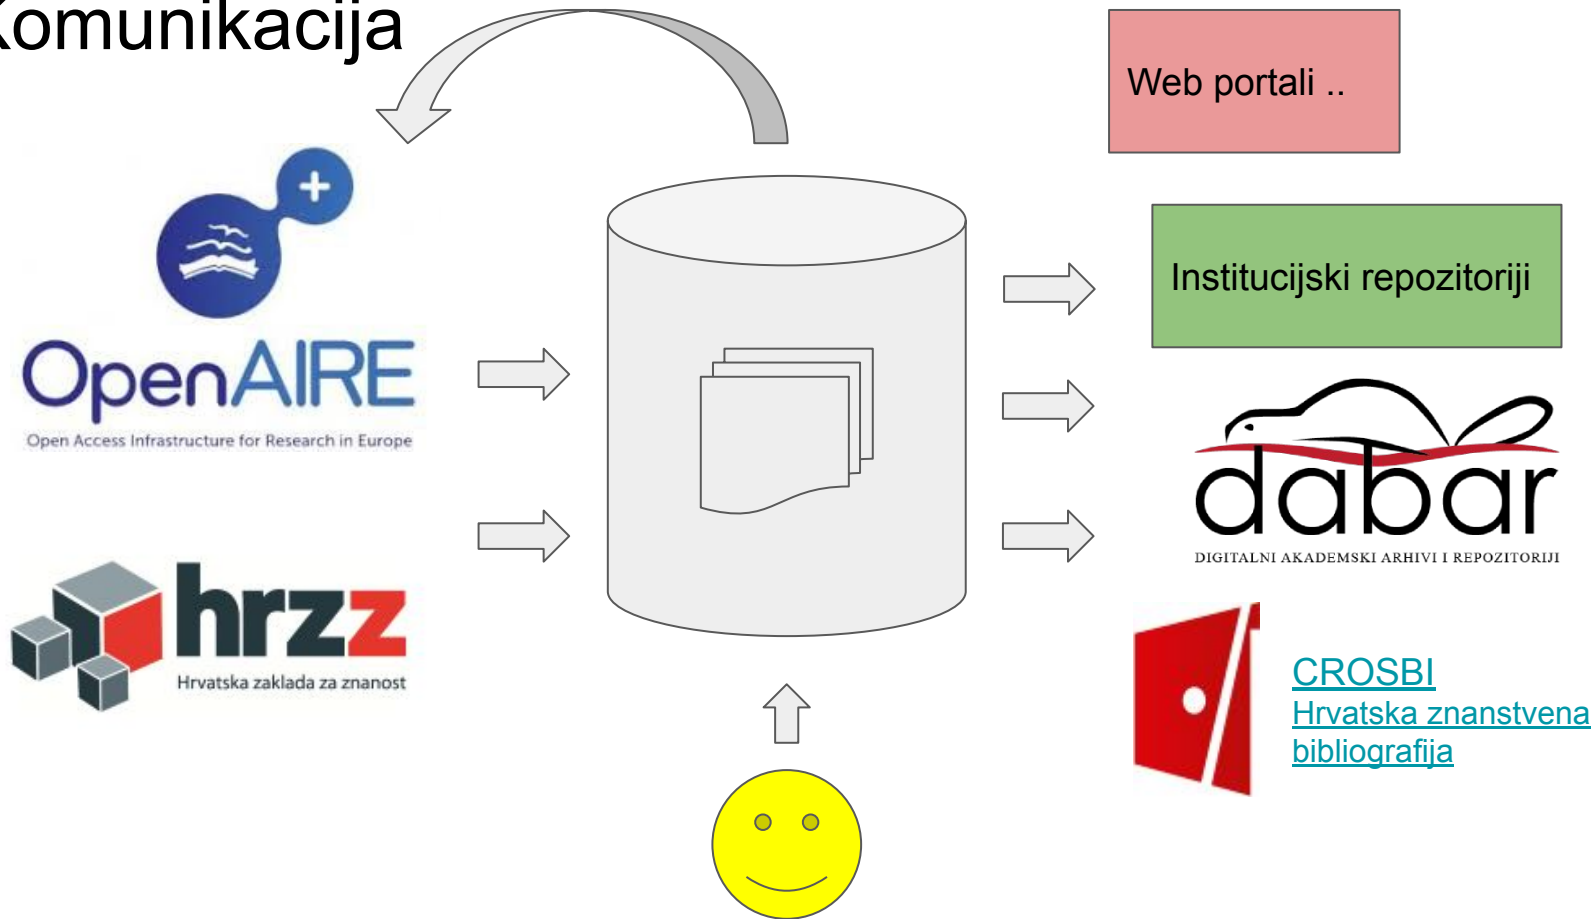 Komunikacija
Web portali ..
Institucijski repozitoriji
OpenAIRE
Open Access Infrastructure for Research in Europe
dabar
DIGITALNI AKADEMSKI ARHIVI I REPOZITORIJI
hrzz
Hrvatska zaklada za znanost
CROSBI
Hrvatska znanstvena
bibliografija